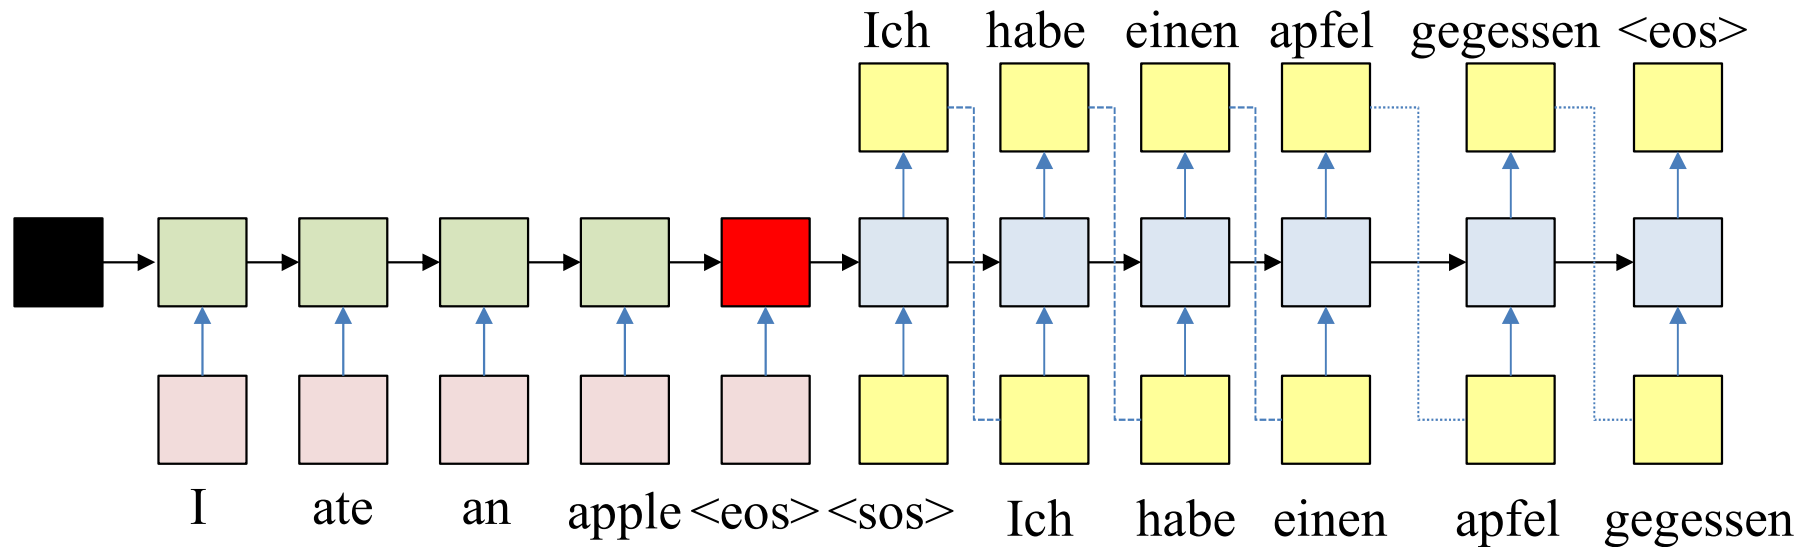 Ich habe einen apfel gegessen <eos>
I ate an apple <eos> <sos> Ich habe einen apfel gegessen